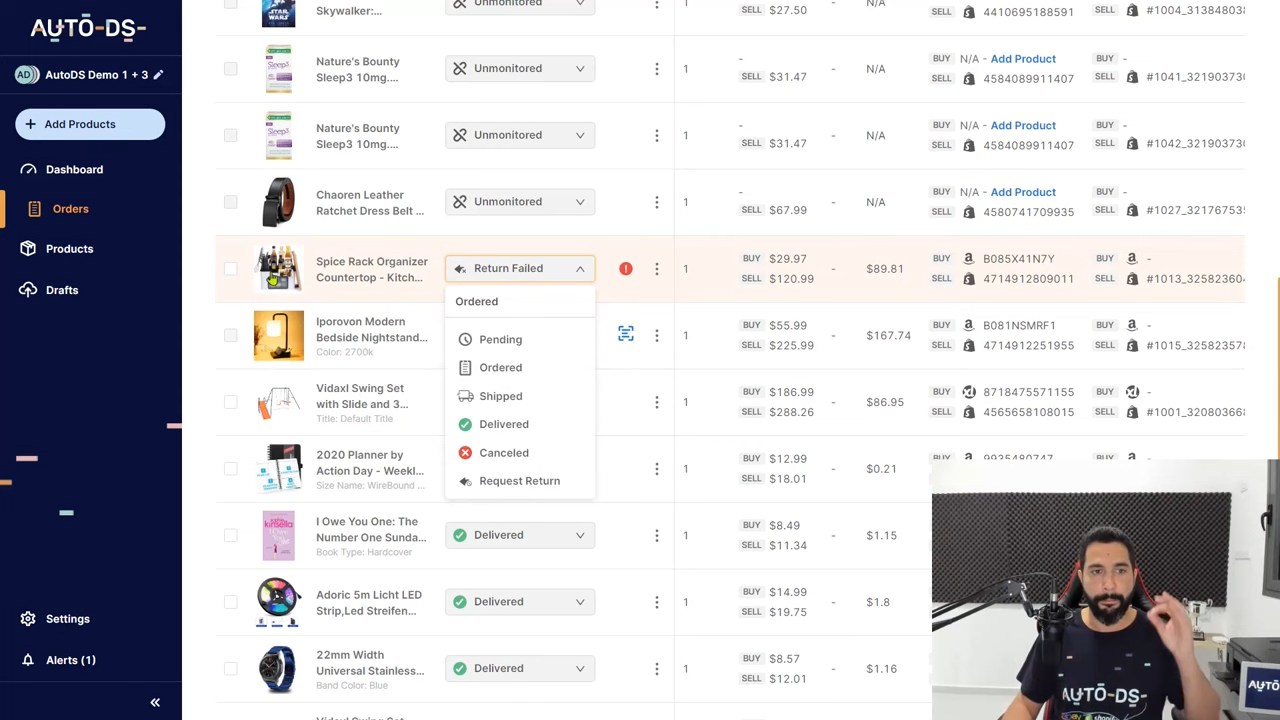 AUTO-DS-
AD AutoDS Demo 1 + 3
+ Add Products
Dashboard
Orders
Products
Drafts
Settings
Alerts (1)
«
STAR WARS
Skywalker:...
Unmonitored
1
SELL $27.50
-
N/A
SELL
SELL
Nature's Bounty
Sleep3 10mg....
Unmonitored
1
-
SELL $31.47
-
N/A
BUY N/A - Add Product
SELL 4584089911407
BUY -
SELL
Nature's Bounty
Sleep3 10mg....
Unmonitored
1
-
SELL $31.47
-
N/A
BUY N/A - Add Product
SELL 4584089911407
BUY -
SELL
Chaoren Leather
Ratchet Dress Belt ...
Unmonitored
1
-
SELL $67.99
-
N/A
BUY N/A - Add Product
SELL 4580741709935
BUY -
SELL
Spice Rack Organizer
Countertop - Kitch...
Return Failed
1
BUY $29.97
SELL $120.99
-
$89.81
BUY B085X41N7Y
SELL 4714912809071
BUY -
SELL
Ordered
Pending
Ordered
Shipped
Delivered
Canceled
Request Return
Iporovon Modern
Bedside Nightstand...
Color: 2700k
1
BUY $55.99
SELL $225.99
-
$167.74
BUY B081NSMRF1
SELL 4714912251955
BUY -
SELL
Vidaxl Swing Set
with Slide and 3...
Title: Default Title
1
BUY $186.99
SELL $283.26
-
$86.95
BUY 8718475571155
SELL 4565658108015
BUY -
SELL
2020 Planner by
Action Day - Weekl...
Size Name: WireBound ...
1
BUY $12.99
SELL $18.01
-
$0.21
BUY 9935480747
BUY -
I Owe You One: The
Number One Sunda...
Book Type: Hardcover
Delivered
1
BUY $8.49
SELL $11.34
-
$1.15
Adoric 5m Licht LED
Strip,Led Streifen...
Delivered
1
BUY $14.99
SELL $19.75
-
$1.8
22mm Width
Universal Stainless...
Band Color: Blue
Delivered
1
BUY $8.57
SELL $12.01
-
$1.16
AUTO-DS-
AutoDS